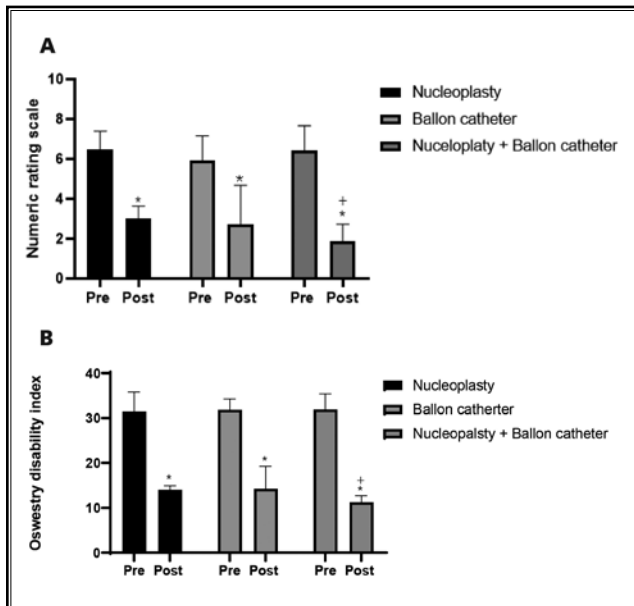 A
Numeric rating scale
10
8
6
4
2
0
*
*
+
*
Pre Post Pre Post Pre Post
Nucleoplasty
Ballon catheter
Nuceloplaty + Ballon catheter
B
Oswestry disability index
40
30
20
10
0
*
*
+
*
Pre Post Pre Post Pre Post
Nucleoplasty
Ballon catherter
Nucleopalsty + Ballon catheter